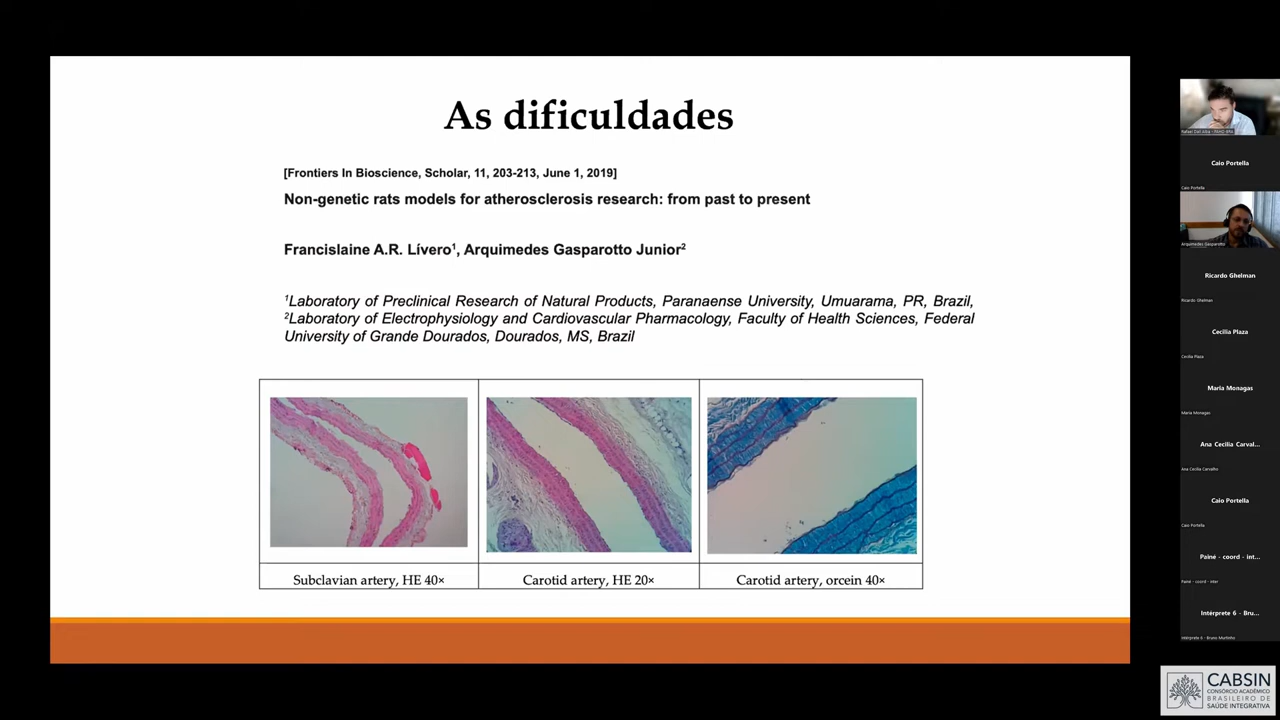 As dificuldades
[Frontiers In Bioscience, Scholar, 11, 203-213, June 1, 2019]
Non-genetic rats models for atherosclerosis research: from past to present
Francislaine A.R. Lívero¹, Arquimedes Gasparotto Junior²
¹Laboratory of Preclinical Research of Natural Products, Paranaense University, Umuarama, PR, Brazil,
²Laboratory of Electrophysiology and Cardiovascular Pharmacology, Faculty of Health Sciences, Federal
University of Grande Dourados, Dourados, MS, Brazil
Subclavian artery, HE 40×
Carotid artery, HE 20×
Carotid artery, orcein 40×
Caio Portella
Caio Portella
Arquimedes Gasparotto
Ricardo Ghelman
Ricardo Ghelman
Cecilia Plaza
Cecilia Plaza
Maria Monagas
Maria Monagas
Ana Cecilia Carval...
Ana Cecilia Carvalho
Caio Portella
Caio Portella
Painé - coord - int...
Painé - coord - inter
Intérprete 6 - Bru...
Intérprete 6 - Bruno Murtinho
CABSIN
CONSÓRCIO ACADÊMICO
BRASILEIRO DE
SAÚDE INTEGRATIVA